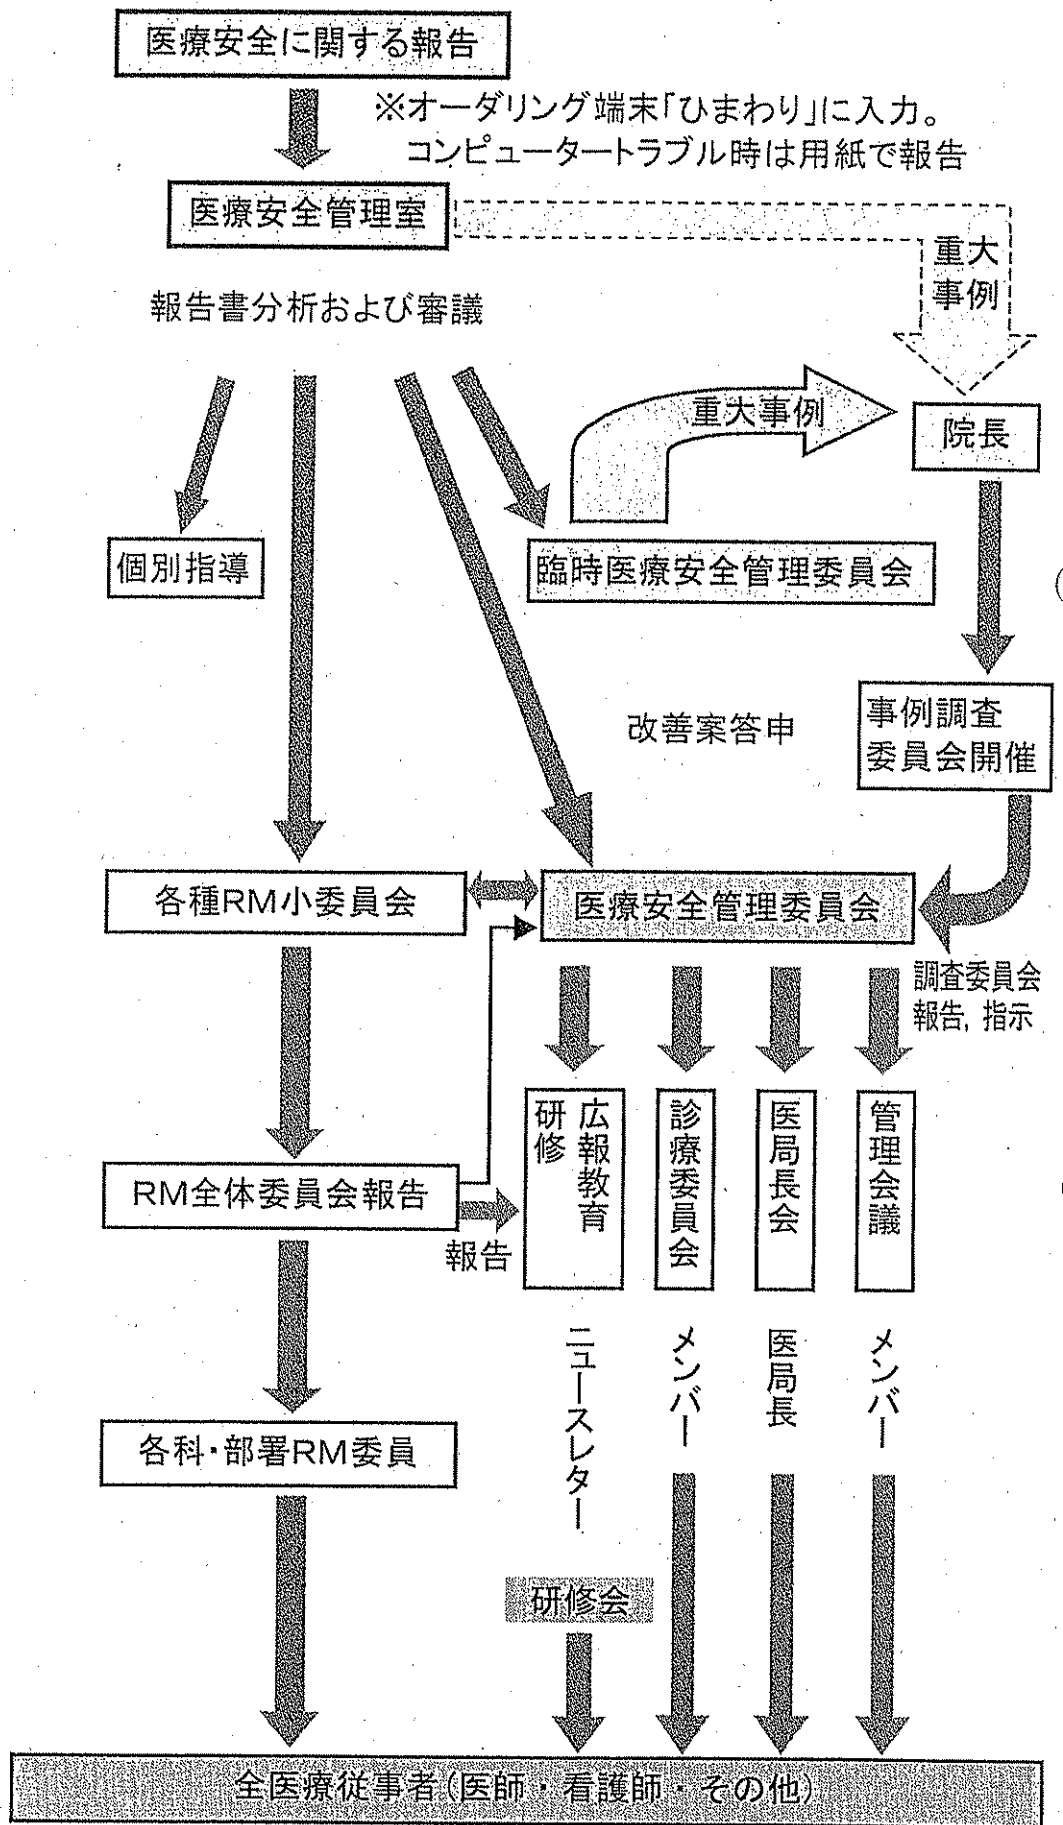 医療安全に関する報告
※オーダリング端末「ひまわり」に入力。
コンピュータートラブル時は用紙で報告
医療安全管理室
重大
事例
報告書分析および審議
重大事例
院長
個別指導
臨時医療安全管理委員会
改善案答申
事例調査
委員会開催
各種RM小委員会
医療安全管理委員会
調査委員会
報告, 指示
広報教育
研修
診療委員会
医局長会
管理会議
RM全体委員会報告
報告
ニュースレター
メンバー
医局長
メンバー
各科・部署RM委員
研修会
全医療従事者(医師・看護師・その他)